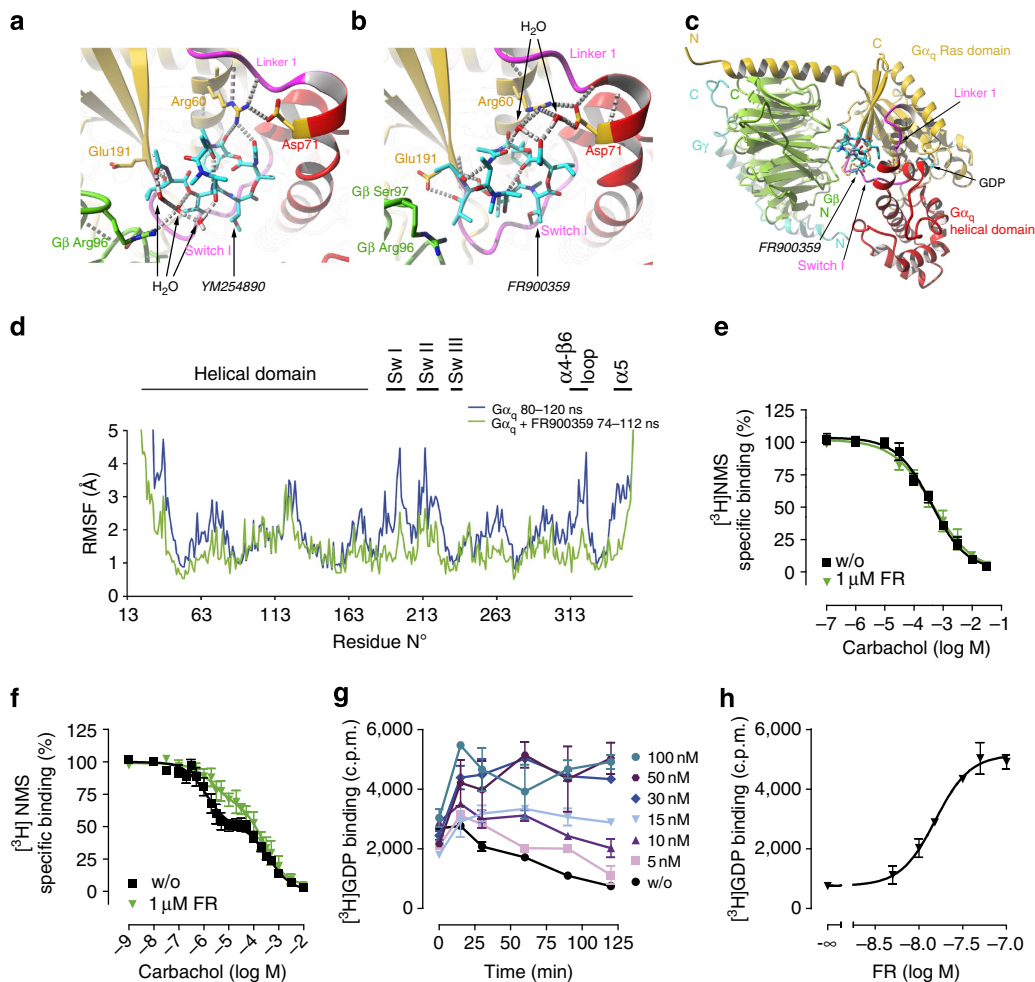 a
Linker 1
Arg60
Asp71
Glu191
Gβ Arg96
Switch I
H₂O
YM254890
b
H₂O
Linker 1
Arg60
Asp71
Glu191
Gβ Ser97
Gβ Arg96
Switch I
FR900359
c
N
C
Gα_q Ras domain
C
Linker 1
Gγ
GDP
Gβ
N
Gα_q
helical domain
N
FR900359
Switch I
d
Helical domain
Sw I
Sw II
Sw III
α4-β6
loop
α5
Gα_q 80–120 ns
Gα_q + FR900359 74–112 ns
RMSF (Å)
5
4
3
2
1
0
13 63 113 163 213 263 313
Residue N°
e
[³H]NMS
specific binding (%)
125
100
75
50
25
0
w/o
1 μM FR
–7 –6 –5 –4 –3 –2 –1
Carbachol (log M)
f
[³H] NMS
specific binding (%)
125
100
75
50
25
0
w/o
1 μM FR
–9 –8 –7 –6 –5 –4 –3 –2
Carbachol (log M)
g
[³H]GDP binding (c.p.m.)
6,000
4,000
2,000
0
0 25 50 75 100 125
Time (min)
100 nM
50 nM
30 nM
15 nM
10 nM
5 nM
w/o
h
[³H]GDP binding (c.p.m.)
6,000
4,000
2,000
0
-∞ –8.5 –8.0 –7.5 –7.0
FR (log M)